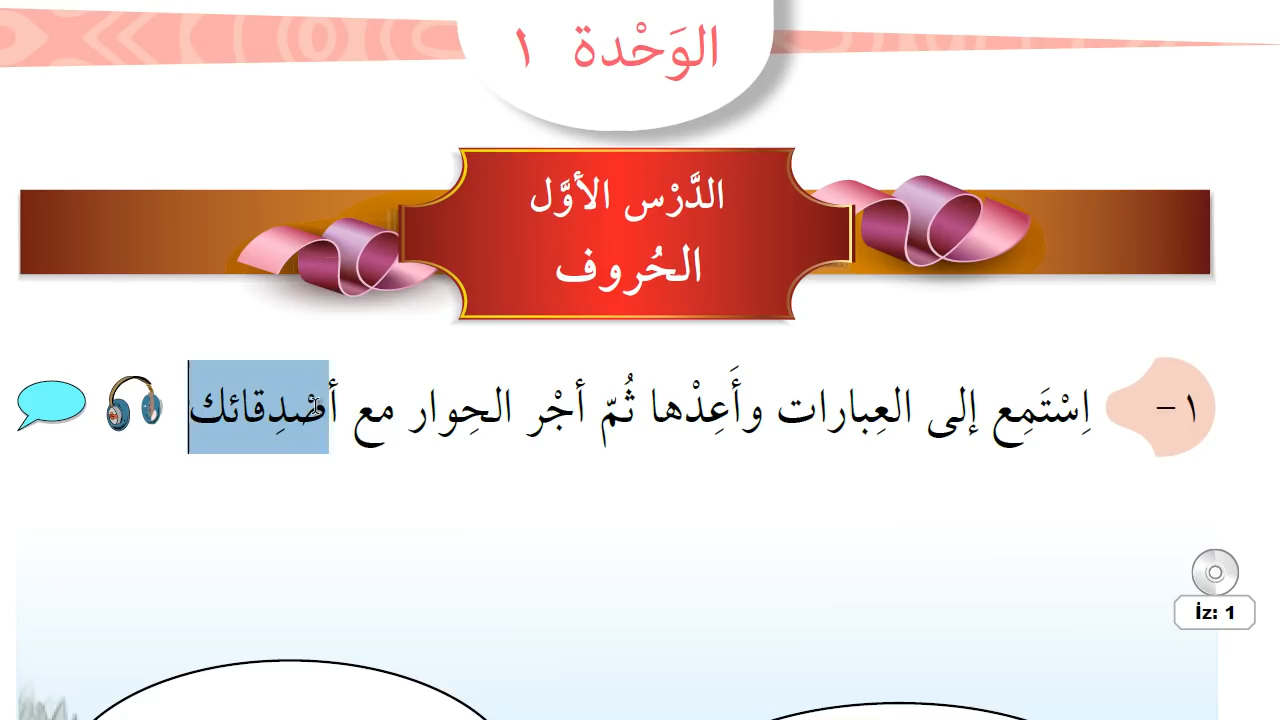 الوَحْدة ١
الدَّرْس الأوَّل
الحُروف
١ – اِسْتَمِع إلى العِبارات وأَعِدْها ثُمّ أجْر الحِوار مع أصْدِقائك
İz: 1